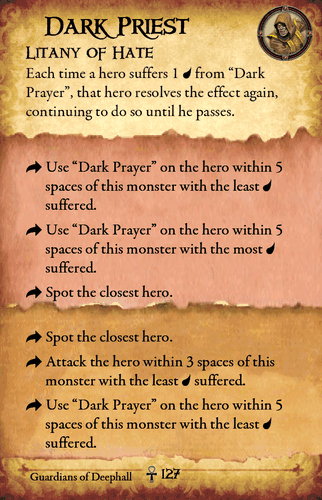 Dark Priest
Litany of Hate
Each time a hero suffers 1 from “Dark
Prayer”, that hero resolves the effect again,
continuing to do so until he passes.
Use “Dark Prayer” on the hero within 5
spaces of this monster with the least
suffered.
Use “Dark Prayer” on the hero within 5
spaces of this monster with the most
suffered.
Spot the closest hero.
Spot the closest hero.
Attack the hero within 3 spaces of this
monster with the least suffered.
Use “Dark Prayer” on the hero within 5
spaces of this monster with the least
suffered.
Guardians of Deephall 127